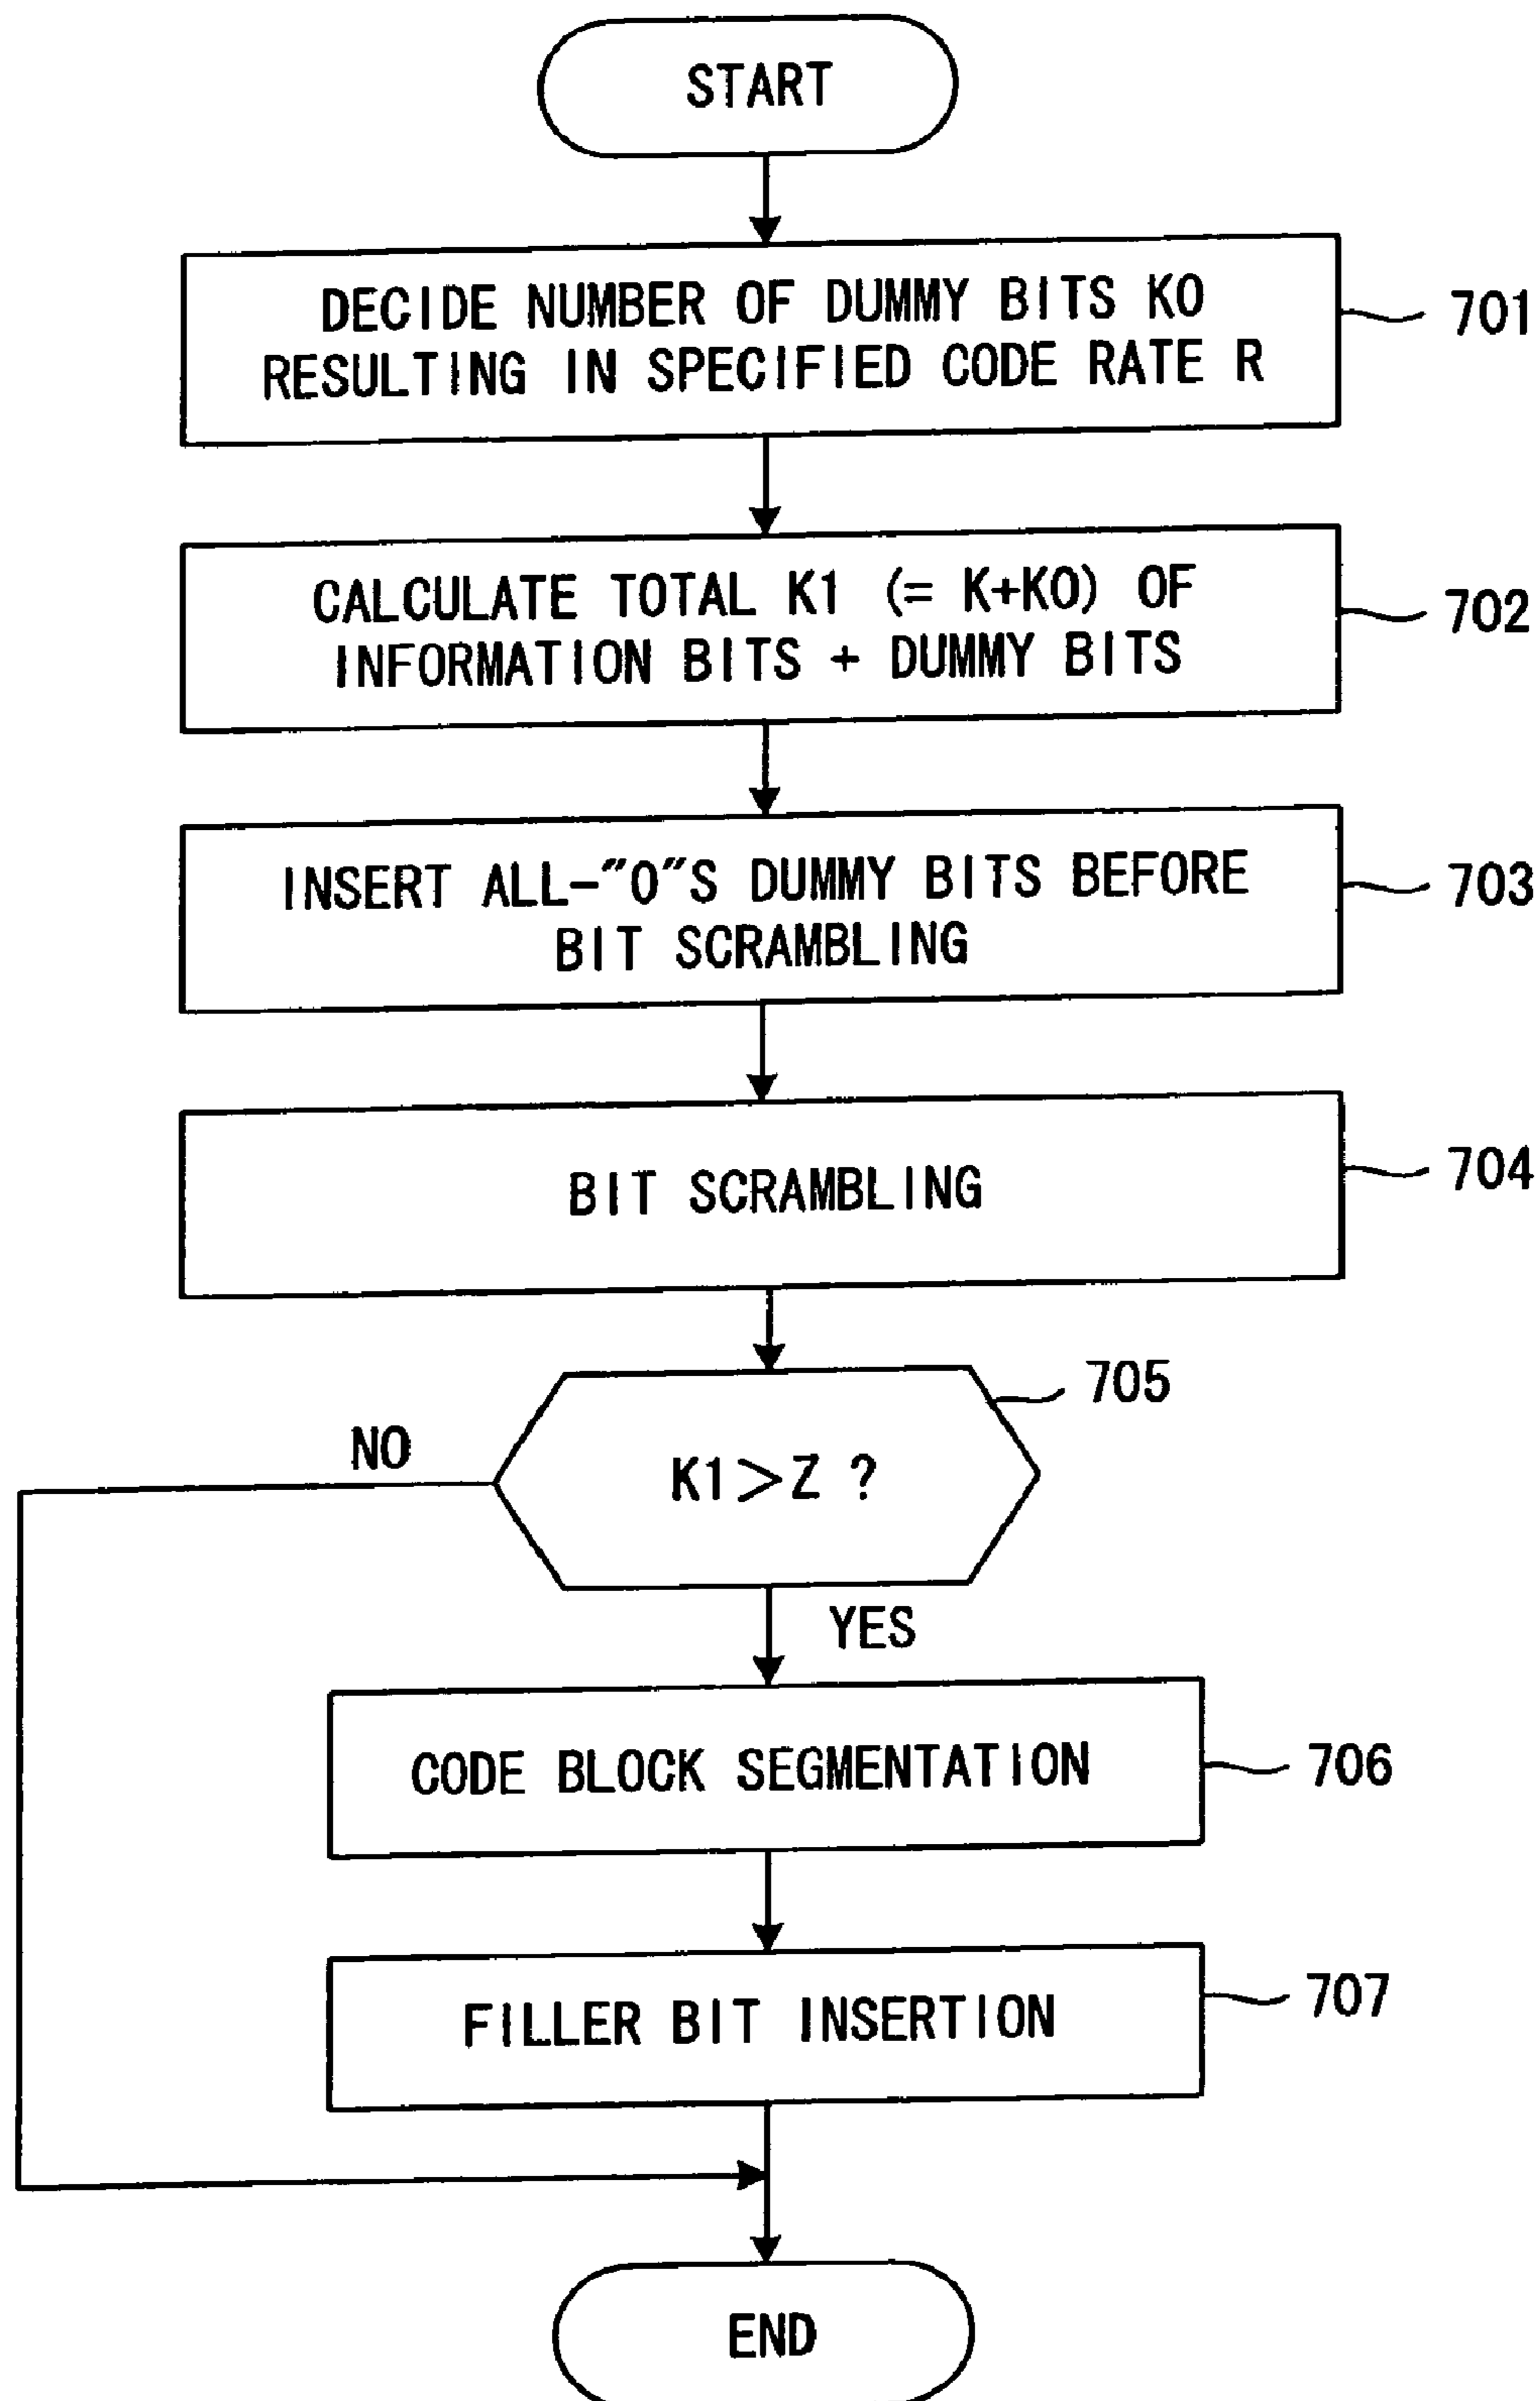 START
DECIDE NUMBER OF DUMMY BITS K0
RESULTING IN SPECIFIED CODE RATE R
701
CALCULATE TOTAL K1 (= K+K0) OF
INFORMATION BITS + DUMMY BITS
702
INSERT ALL-"0"S DUMMY BITS BEFORE
BIT SCRAMBLING
703
BIT SCRAMBLING
704
705
NO
K1>Z ?
YES
CODE BLOCK SEGMENTATION
706
FILLER BIT INSERTION
707
END